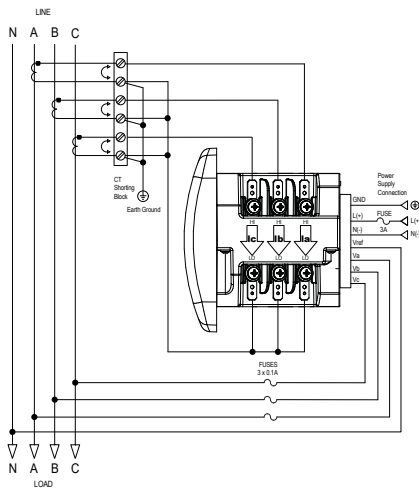 LINE
N A B C
CT
Shorting
Block
Earth Ground
Power
Supply
Connection
GND
L(+)
FUSE
L(+)
N(-)
3A
N(-)
Vref
Va
Vb
Vc
HI HI HI
Ic Ib Ia
LO LO LO
FUSES
3 x 0.1A
N A B C
LOAD